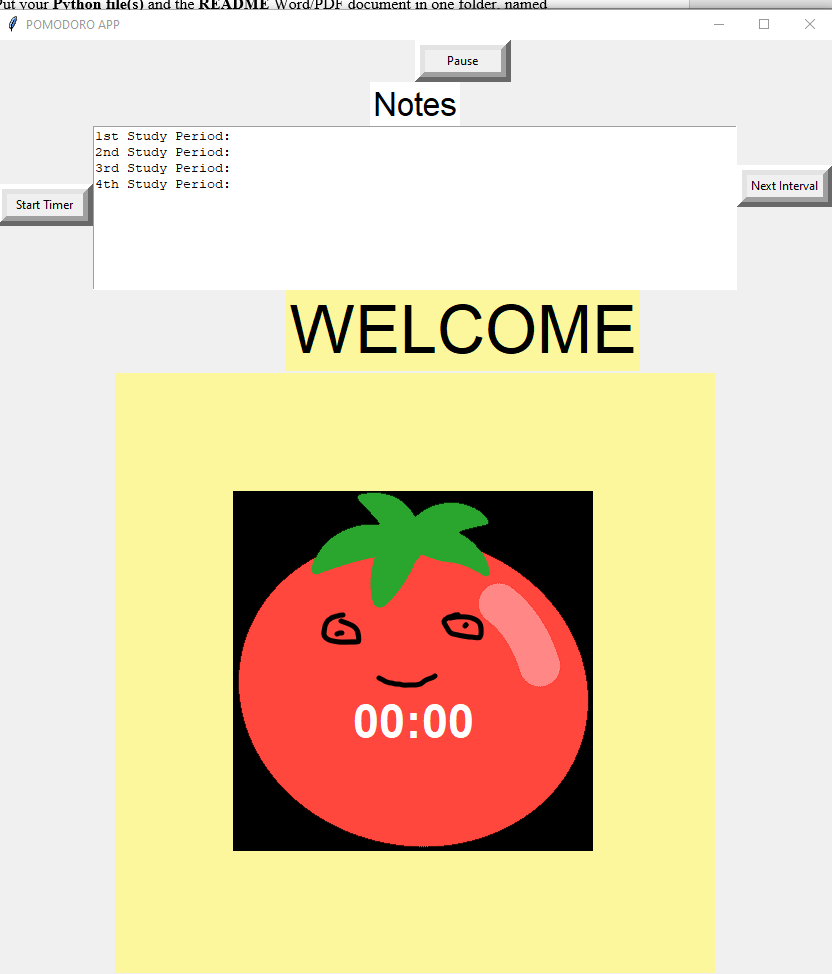 Put your Python file(s) and the README Word/PDF document in one folder, named
POMODORO APP
Pause
Notes
1st Study Period:
2nd Study Period:
3rd Study Period:
4th Study Period:
Start Timer
Next Interval
WELCOME
00:00